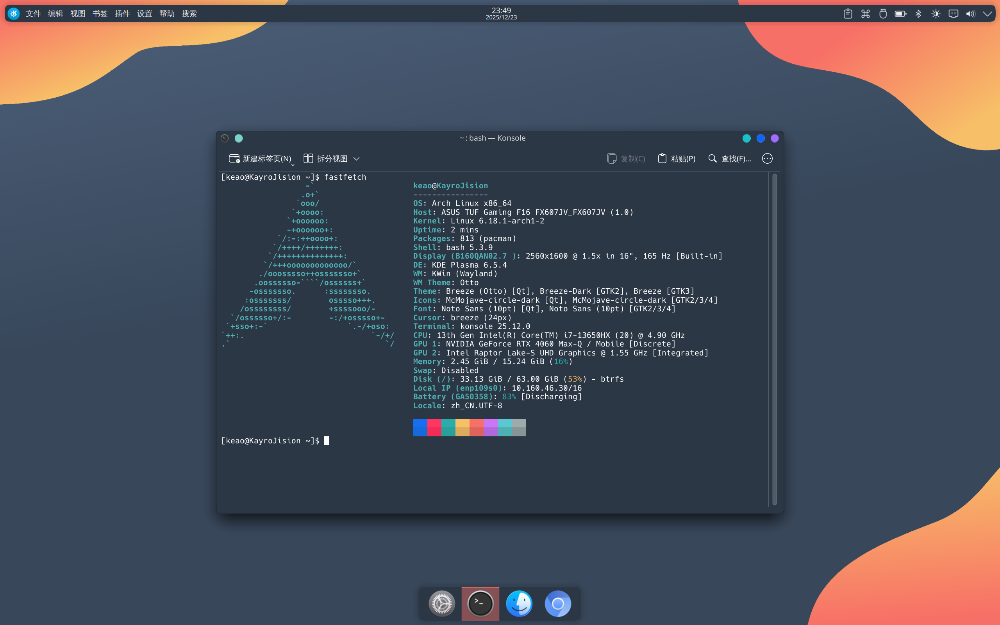 文件 编辑 视图 书签 插件 设置 帮助 搜索
23:49
2025/12/23
~ : bash — Konsole
新建标签页(N) 拆分视图 复制(C) 粘贴(P) 查找(F)...
[keao@KayroJision ~]$ fastfetch
                  -`                     keao@KayroJision
                 .o+`                    ----------------
                `ooo/                    OS: Arch Linux x86_64
               `+oooo:                   Host: ASUS TUF Gaming F16 FX607JV_FX607JV (1.0)
              `+oooooo:                  Kernel: Linux 6.18.1-arch1-2
              -+oooooo+:                 Uptime: 2 mins
            `/:-:++oooo+:                Packages: 813 (pacman)
           `/++++/+++++++:               Shell: bash 5.3.9
          `/++++++++++++++:              Display (B160QAN02.7 ): 2560x1600 @ 1.5x in 16", 165 Hz [Built-in]
         `/+++ooooooooooooo/`            DE: KDE Plasma 6.5.4
        ./ooosssso++osssssso+`           WM: KWin (Wayland)
       .oossssso-````/ossssss+`          WM Theme: Otto
      -osssssso.      :ssssssso.         Theme: Breeze (Otto) [Qt], Breeze-Dark [GTK2], Breeze [GTK3]
     :osssssss/        osssso+++.        Icons: McMojave-circle-dark [Qt], McMojave-circle-dark [GTK2/3/4]
    /ossssssss/        +ssssooo/-        Font: Noto Sans (10pt) [Qt], Noto Sans (10pt) [GTK2/3/4]
  `/ossssso+/:-        -:/+osssso+-      Cursor: breeze (24px)
 `+sso+:-`                 `.-/+oso:     Terminal: konsole 25.12.0
`++:.                           `-/+/    CPU: 13th Gen Intel(R) Core(TM) i7-13650HX (20) @ 4.90 GHz
.`                                 `/    GPU 1: NVIDIA GeForce RTX 4060 Max-Q / Mobile [Discrete]
GPU 2: Intel Raptor Lake-S UHD Graphics @ 1.55 GHz [Integrated]
Memory: 2.45 GiB / 15.24 GiB (16%)
Swap: Disabled
Disk (/): 33.13 GiB / 63.00 GiB (53%) - btrfs
Local IP (enp109s0): 10.160.46.30/16
Battery (GA50358): 83% [Discharging]
Locale: zh_CN.UTF-8
[keao@KayroJision ~]$